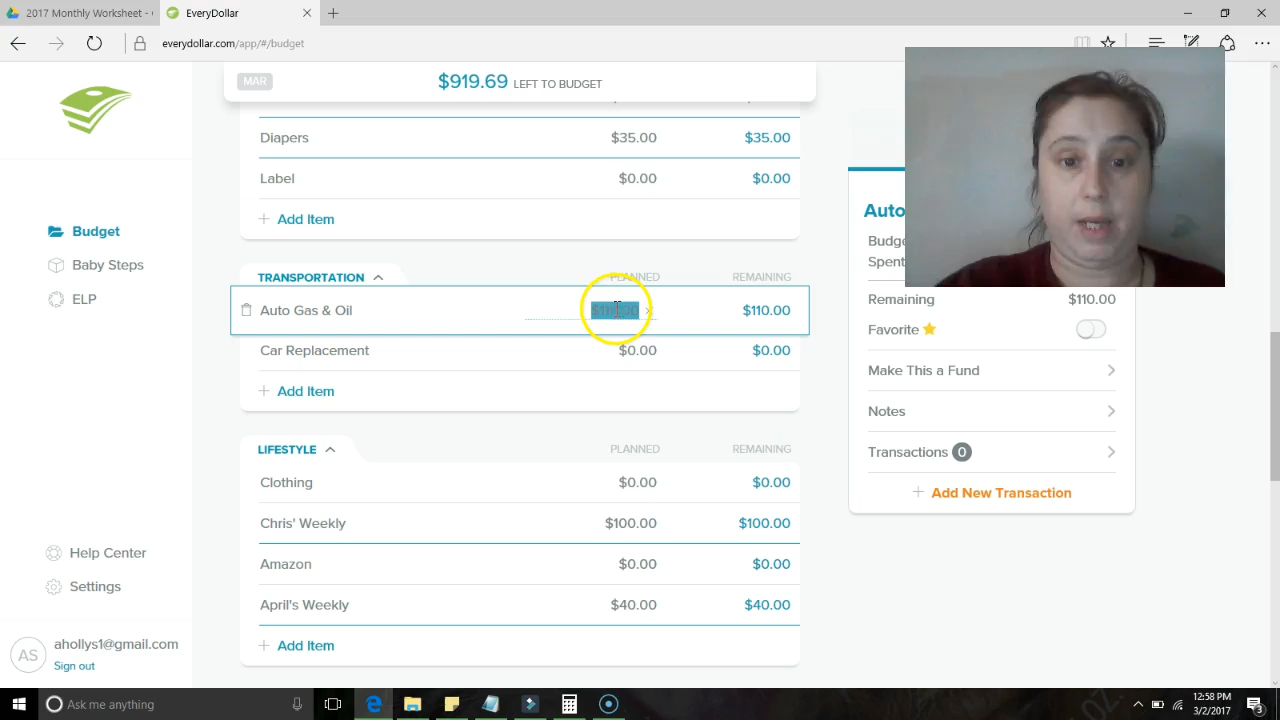 2017 Monthly Worksheet -
EveryDollar
everydollar.com/app/#/budget
MAR
$919.69 LEFT TO BUDGET
Diapers $35.00 $35.00
Label $0.00 $0.00
+ Add Item
TRANSPORTATION PLANNED REMAINING
Auto Gas & Oil $110.00 $110.00
Car Replacement $0.00 $0.00
+ Add Item
LIFESTYLE PLANNED REMAINING
Clothing $0.00 $0.00
Chris' Weekly $100.00 $100.00
Amazon $0.00 $0.00
April's Weekly $40.00 $40.00
+ Add Item
Budget
Baby Steps
ELP
Help Center
Settings
AS
ahollys1@gmail.com
Sign out
Auto
Spent
Remaining $110.00
Favorite
Make This a Fund
Notes
Transactions 0
+ Add New Transaction
Ask me anything
12:58 PM
3/2/2017